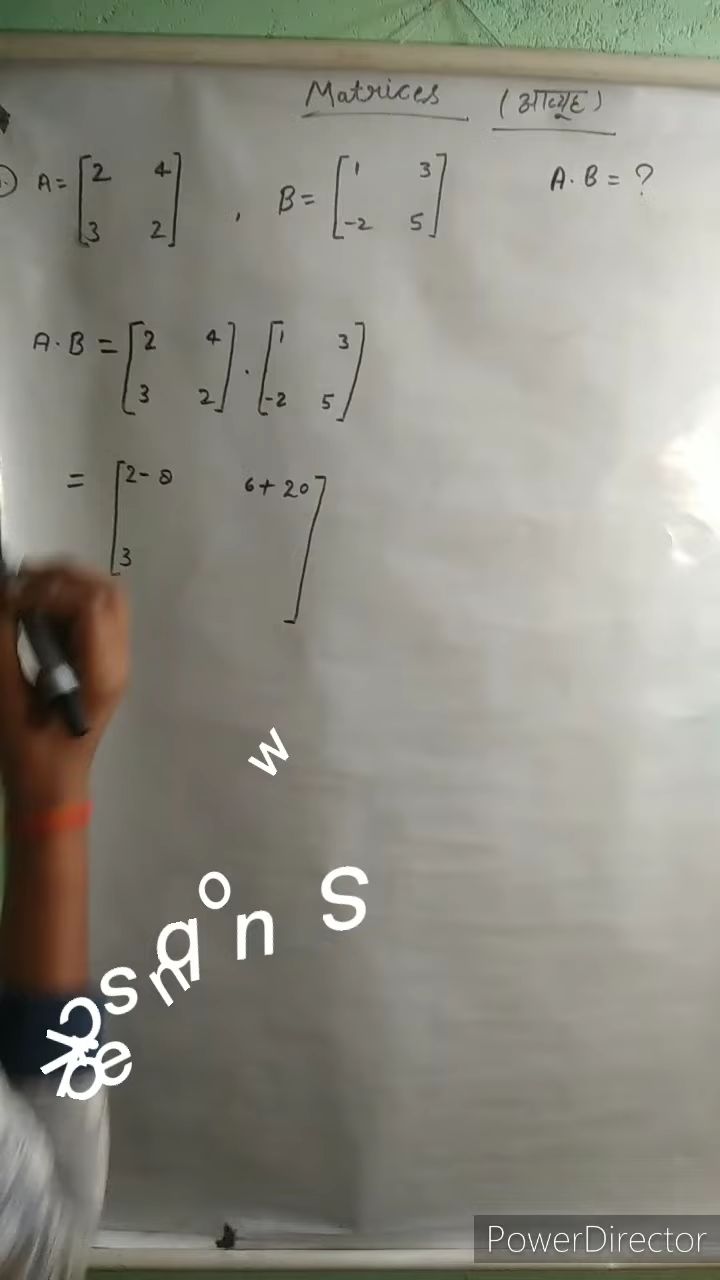 Matrices (आव्यूह)
A = [2 4 , B = [1 3 A. B = ?
3 2] -2 5]
A. B = [2 4 . [1 3
3 2] -2 5]
= [2-8 6+20
3 ]
PowerDirector